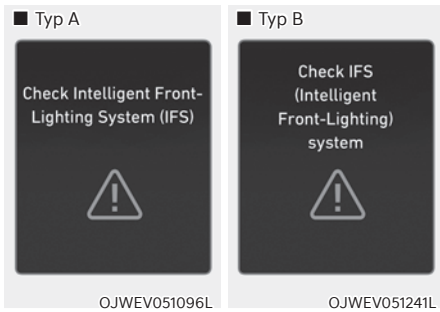 ■ Typ A
Check Intelligent Front-
Lighting System (IFS)
OJWEV051096L
■ Typ B
Check IFS
(Intelligent
Front-Lighting)
system
OJWEV051241L